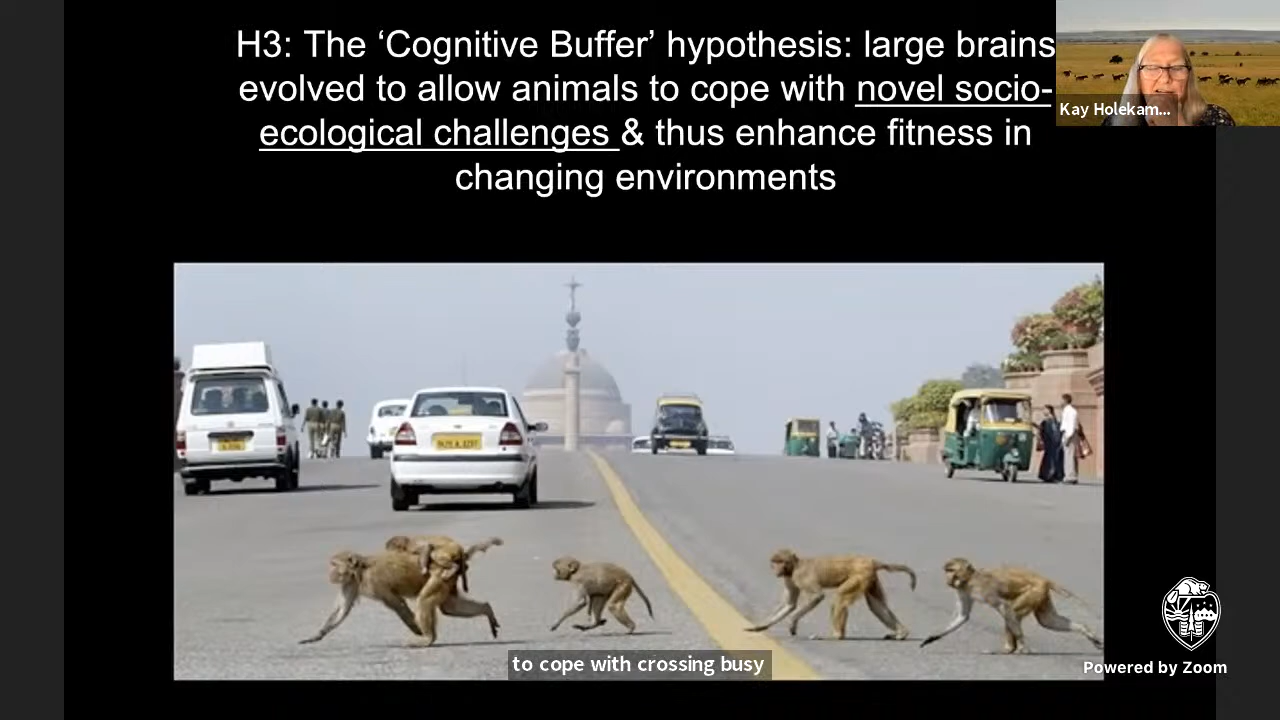 H3: The ‘Cognitive Buffer’ hypothesis: large brains
evolved to allow animals to cope with novel socio-
ecological challenges & thus enhance fitness in
changing environments
Kay Holekam...
to cope with crossing busy
Powered by Zoom